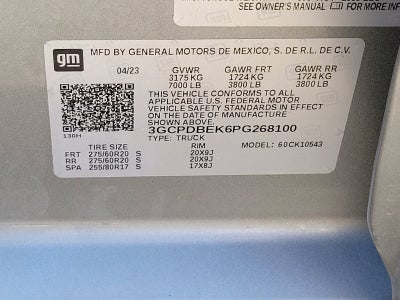 SEE OWNER'S MANUAL OR FOR MORE INFO
gm
MFD BY GENERAL MOTORS DE MEXICO, S. DE R.L. DE C.V.
04/23 GVWR GAWR FRT GAWR RR
3175 KG 1724 KG 1724 KG
7000 LB 3800 LB 3800 LB
THIS VEHICLE CONFORMS TO ALL
APPLICABLE U.S. FEDERAL MOTOR
VEHICLE SAFETY STANDARDS IN EFFECT
ON THE DATE OF MANUFACTURE
SHOWN ABOVE.
3GCPDBEK6PG268100
130H
TYPE: TRUCK
TIRE SIZE RIM MODEL: 60CK10543
FRT 275/60R20 S 20X9J
RR 275/60R20 S 20X9J
SPA 255/80R17 S 17X8J